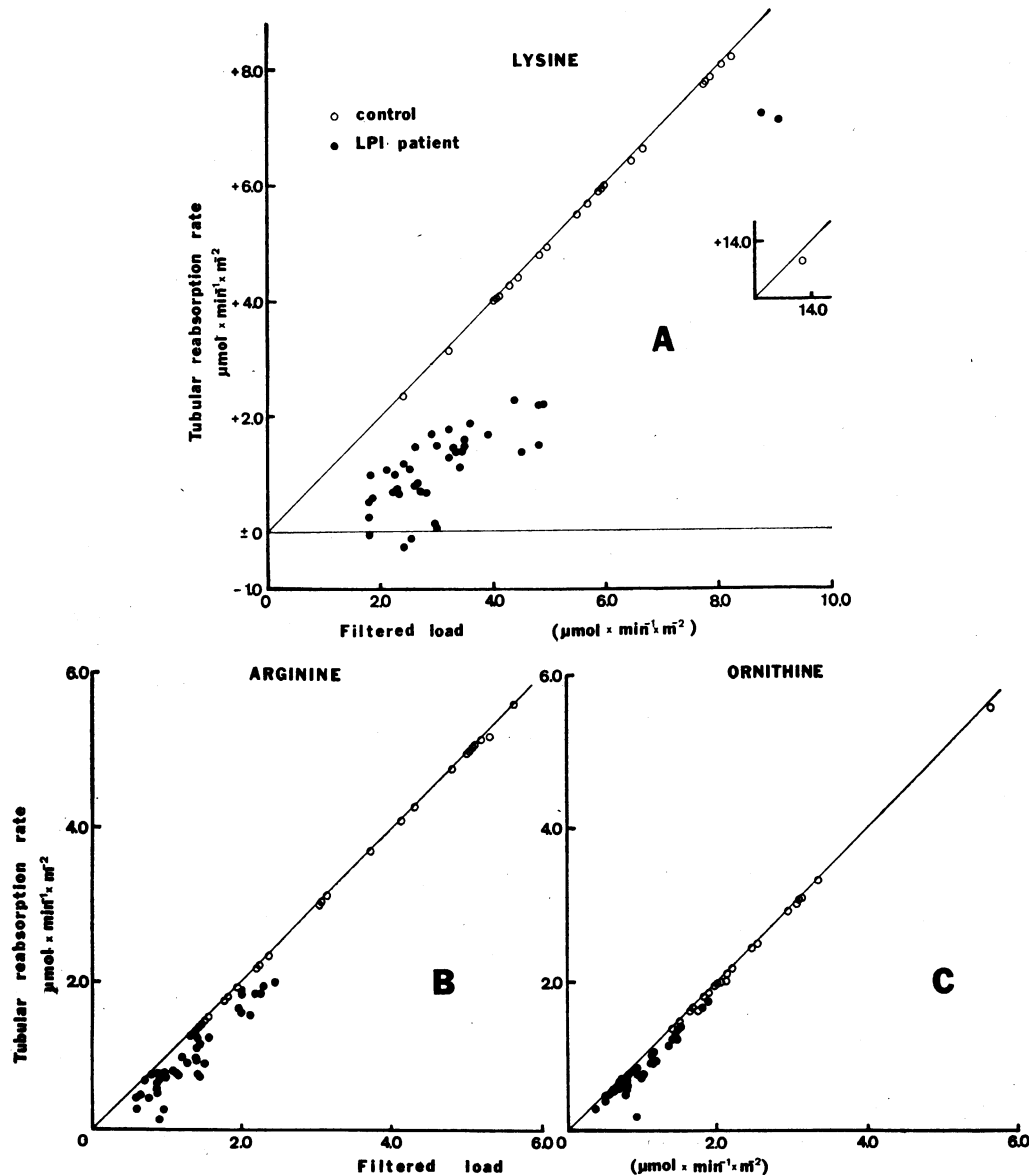 LYSINE
○ control
● LPI· patient
Tubular reabsorption rate
µmol × min⁻¹ × m⁻²
+8.0
+6.0
+4.0
+2.0
±0
-1.0
0 2.0 4.0 6.0 8.0 10.0
Filtered load (µmol × min⁻¹ × m⁻²)
+14.0
14.0
A
ARGININE
Tubular reabsorption rate
µmol × min⁻¹ × m⁻²
6.0
4.0
2.0
0 2.0 4.0 6.0
B
ORNITHINE
6.0
4.0
2.0
0 2.0 4.0 6.0
C
Filtered load (µmol × min⁻¹ × m⁻²)